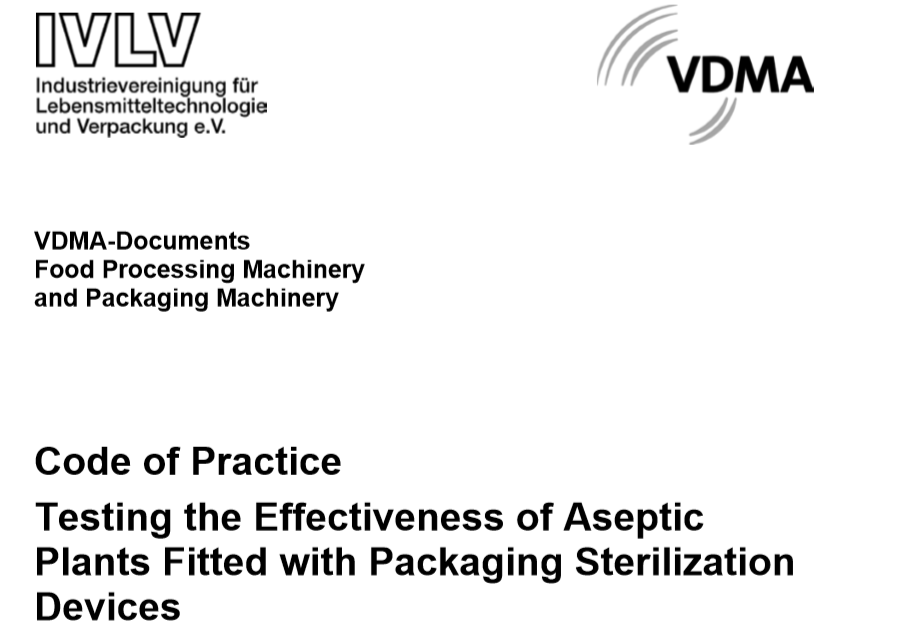 IVLV
Industrievereinigung für
Lebensmitteltechnologie
und Verpackung e.V.
VDMA
VDMA-Documents
Food Processing Machinery
and Packaging Machinery
Code of Practice
Testing the Effectiveness of Aseptic
Plants Fitted with Packaging Sterilization
Devices